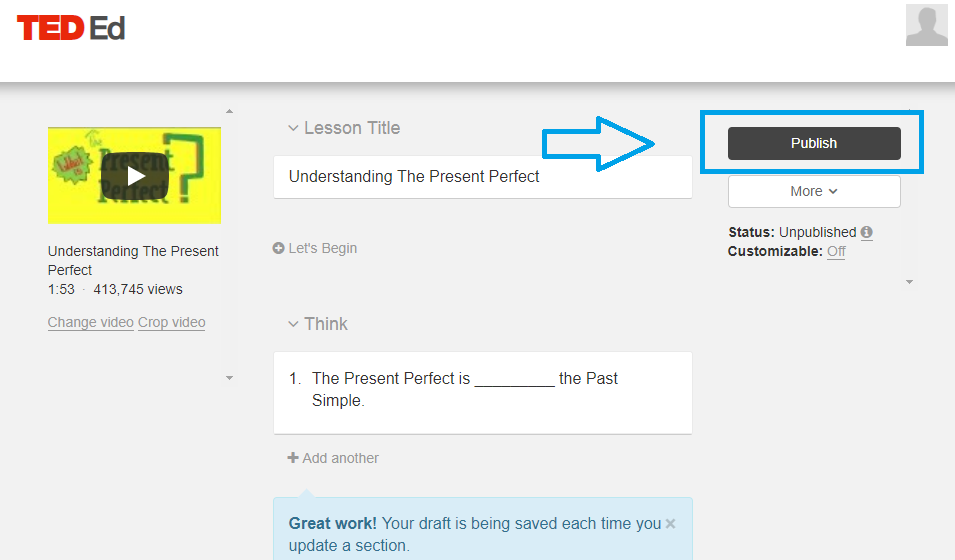 TED Ed
What is
The
Present
Perfect ?
Understanding The Present
Perfect
1:53 - 413,745 views
Change video Crop video
Lesson Title
Understanding The Present Perfect
Let's Begin
Think
1. The Present Perfect is _________ the Past
Simple.
Add another
Great work! Your draft is being saved each time you ×
update a section.
Publish
More
Status: Unpublished
Customizable: Off